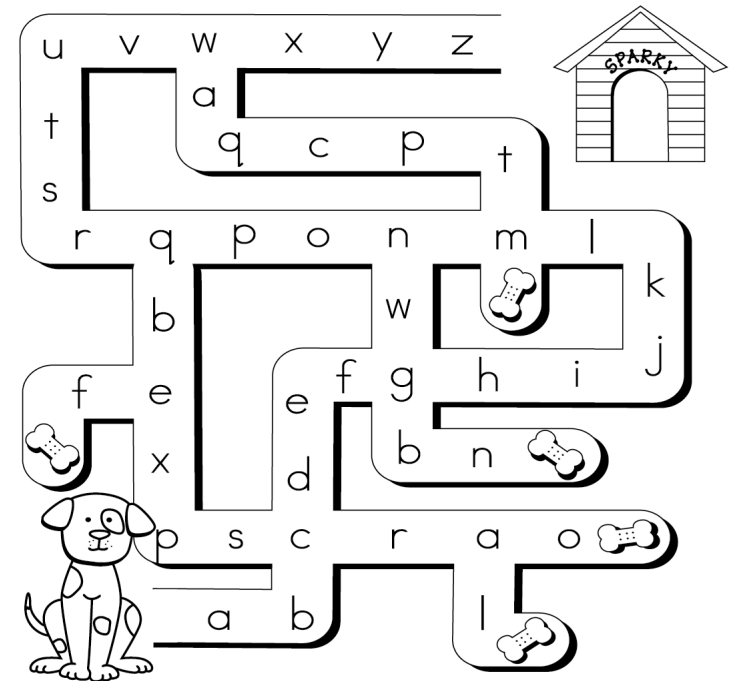 SPARKY
u v w x y z
a
t q c p t
s
r q p o n m l
k
b w
j
f e e f g h i
b n
x d
p s c r a o
a b l